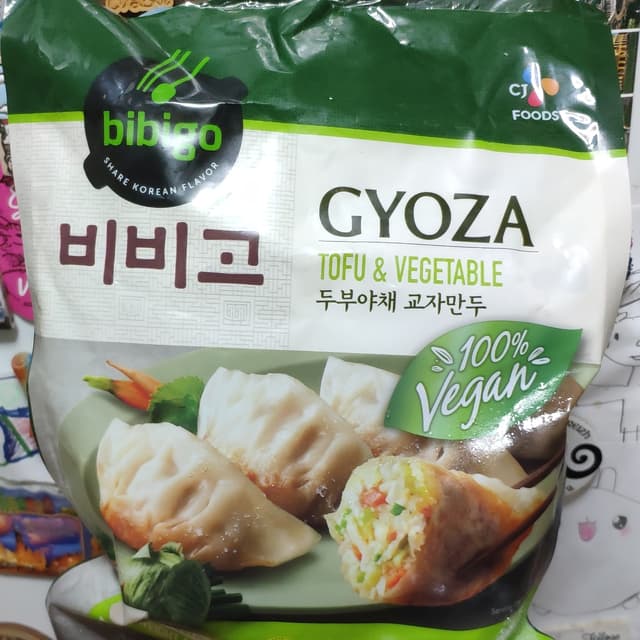 bibigo
SHARE KOREAN FLAVOR
CJ
FOODS
비비고
GYOZA
TOFU & VEGETABLE
두부야채 교자만두
100%
Vegan